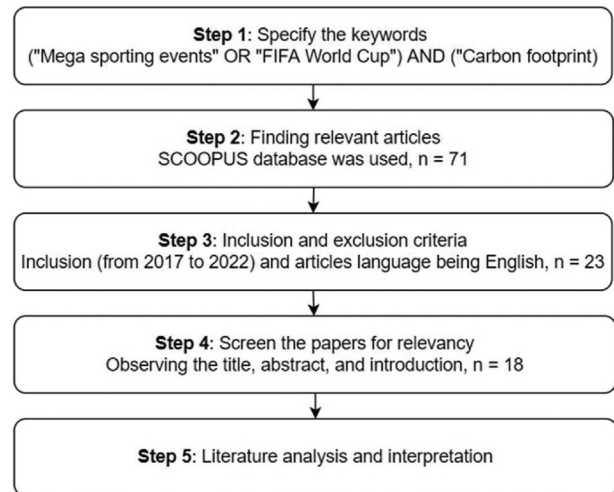 Step 1: Specify the keywords
("Mega sporting events" OR "FIFA World Cup") AND ("Carbon footprint)
Step 2: Finding relevant articles
SCOOPUS database was used, n = 71
Step 3: Inclusion and exclusion criteria
Inclusion (from 2017 to 2022) and articles language being English, n = 23
Step 4: Screen the papers for relevancy
Observing the title, abstract, and introduction, n = 18
Step 5: Literature analysis and interpretation